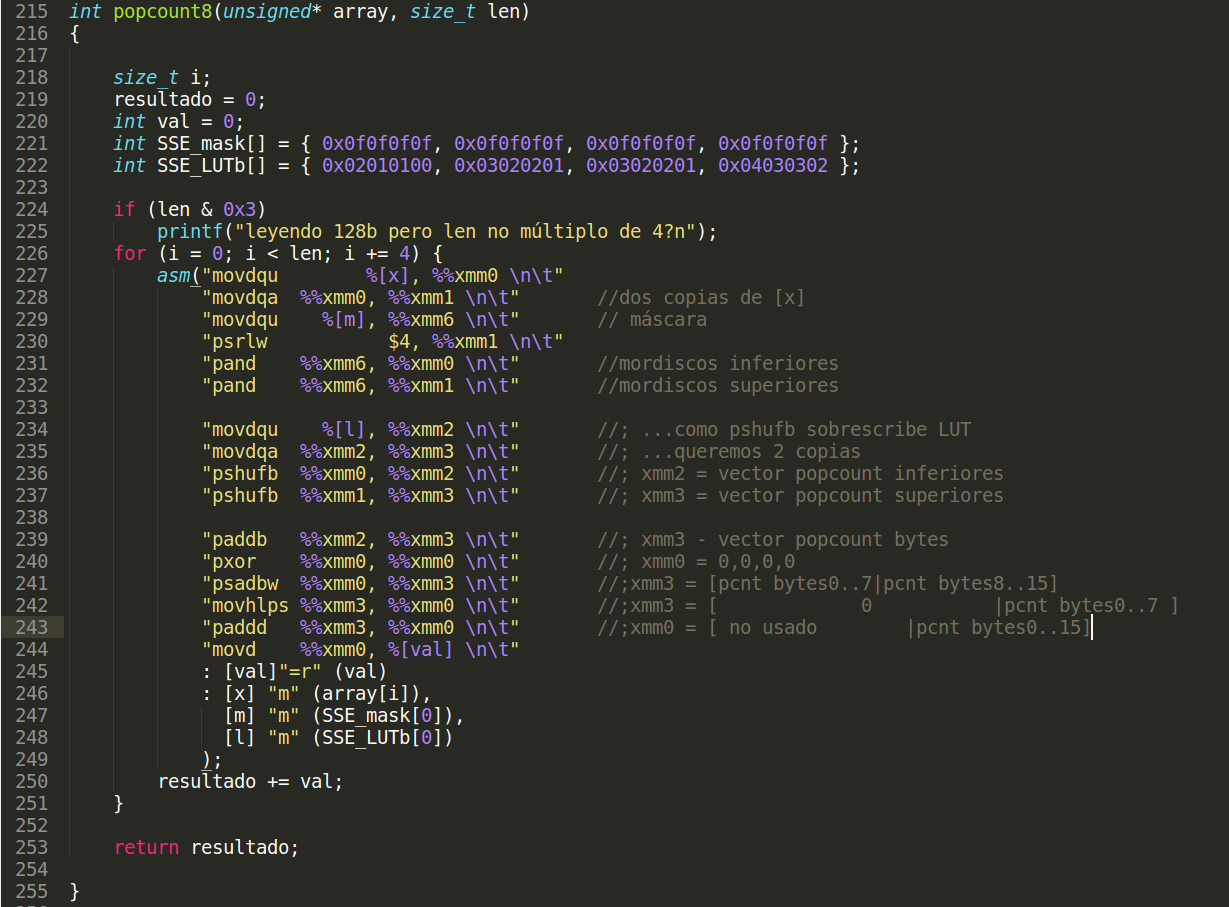 215 int popcount8(unsigned* array, size_t len)
216 {
217
218     size_t i;
219     resultado = 0;
220     int val = 0;
221     int SSE_mask[] = { 0x0f0f0f0f, 0x0f0f0f0f, 0x0f0f0f0f, 0x0f0f0f0f };
222     int SSE_LUTb[] = { 0x02010100, 0x03020201, 0x03020201, 0x04030302 };
223
224     if (len & 0x3)
225         printf("leyendo 128b pero len no múltiplo de 4?n");
226     for (i = 0; i < len; i += 4) {
227         asm("movdqu        %[x], %%xmm0 \n\t"
228             "movdqa  %%xmm0, %%xmm1 \n\t"       //dos copias de [x]
229             "movdqu    %[m], %%xmm6 \n\t"       // máscara
230             "psrlw           $4, %%xmm1 \n\t"
231             "pand    %%xmm6, %%xmm0 \n\t"       //mordiscos inferiores
232             "pand    %%xmm6, %%xmm1 \n\t"       //mordiscos superiores
233
234             "movdqu    %[l], %%xmm2 \n\t"       //; ...como pshufb sobrescribe LUT
235             "movdqa  %%xmm2, %%xmm3 \n\t"       //; ...queremos 2 copias
236             "pshufb  %%xmm0, %%xmm2 \n\t"       //; xmm2 = vector popcount inferiores
237             "pshufb  %%xmm1, %%xmm3 \n\t"       //; xmm3 = vector popcount superiores
238
239             "paddb   %%xmm2, %%xmm3 \n\t"       //; xmm3 - vector popcount bytes
240             "pxor    %%xmm0, %%xmm0 \n\t"       //; xmm0 = 0,0,0,0
241             "psadbw  %%xmm0, %%xmm3 \n\t"       //;xmm3 = [pcnt bytes0..7|pcnt bytes8..15]
242             "movhlps %%xmm3, %%xmm0 \n\t"       //;xmm3 = [             0           |pcnt bytes0..7 ]
243             "paddd   %%xmm3, %%xmm0 \n\t"       //;xmm0 = [ no usado        |pcnt bytes0..15]
244             "movd    %%xmm0, %[val] \n\t"
245             : [val]"=r" (val)
246             : [x] "m" (array[i]),
247               [m] "m" (SSE_mask[0]),
248               [l] "m" (SSE_LUTb[0])
249             );
250         resultado += val;
251     }
252
253     return resultado;
254
255 }